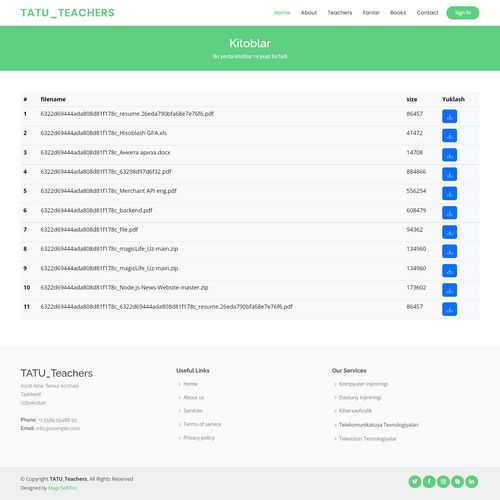 TATU_TEACHERS
Home About Teachers Fanlar Books Contact Sign In
Kitoblar
Bu yerda kitoblar ro'yxati bo'ladi
# filename size Yuklash
1 6322d69444ada808d81f178c_resume.26eda790bfa68e7e76f6.pdf 86457
2 6322d69444ada808d81f178c_Hisoblash GPA.xls 41472
3 6322d69444ada808d81f178c_Анкета ариза.docx 14708
4 6322d69444ada808d81f178c_63298d97d6f32.pdf 884866
5 6322d69444ada808d81f178c_Merchant API eng.pdf 556254
6 6322d69444ada808d81f178c_backend.pdf 608479
7 6322d69444ada808d81f178c_file.pdf 94362
8 6322d69444ada808d81f178c_magicLife_Uz-main.zip 134960
9 6322d69444ada808d81f178c_magicLife_Uz-main.zip 134960
10 6322d69444ada808d81f178c_Node.js-News-Website-master.zip 173602
11 6322d69444ada808d81f178c_6322d69444ada808d81f178c_resume.26eda790bfa68e7e76f6.pdf 86457
TATU_Teachers
A108 Amir Temur ko'chasi
Tashkent
Uzbekistan
Phone: +1 5589 55488 55
Email: info@example.com
Useful Links
Home
About us
Services
Terms of service
Privacy policy
Our Services
Kompyuter Injiniringi
Dasturiy Injiniringi
Kiberxavfsizlik
Telekomunikatsiya Texnologiyalari
Television Texnologiyalar
© Copyright TATU_Teachers. All Rights Reserved
Designed by MagicSoftPro